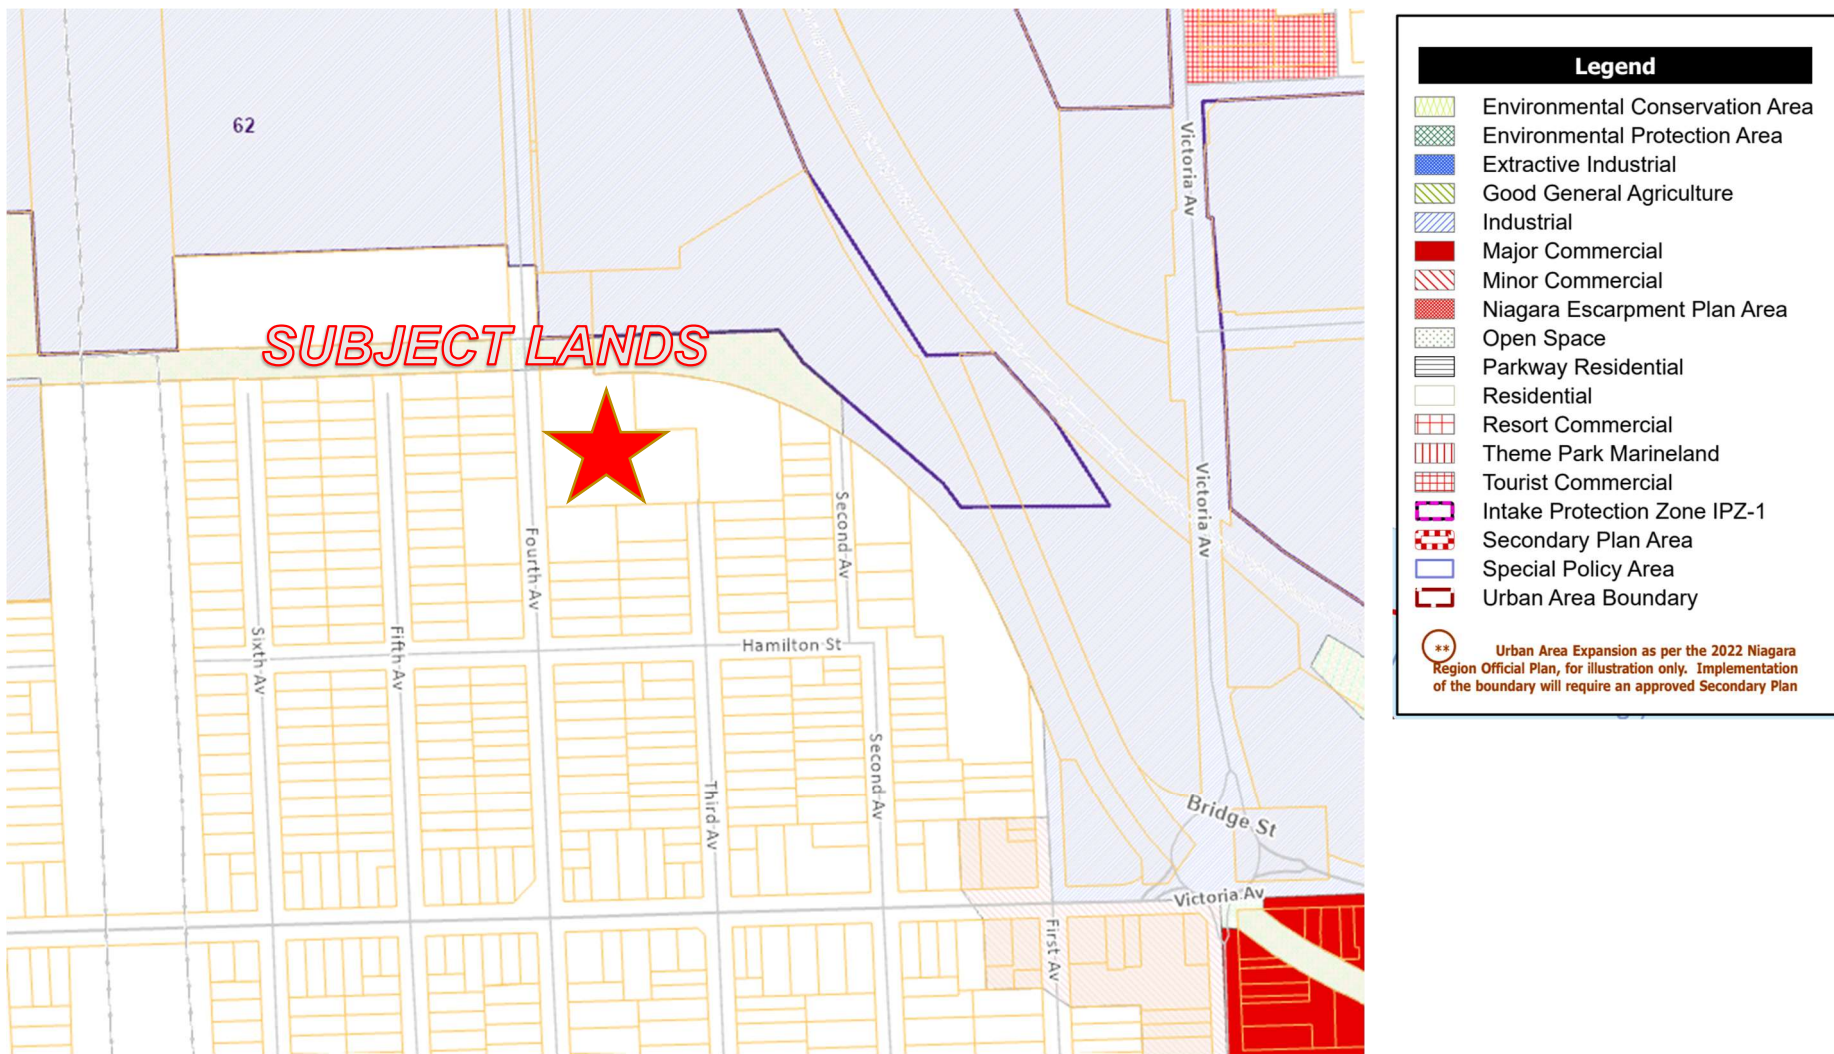 62
SUBJECT LANDS
Victoria Av
Victoria Av
Fourth Av
Second Av
Sixth Av
Fifth Av
Hamilton St
Third Av
Second Av
Bridge St
Victoria Av
First Av
Legend
Environmental Conservation Area
Environmental Protection Area
Extractive Industrial
Good General Agriculture
Industrial
Major Commercial
Minor Commercial
Niagara Escarpment Plan Area
Open Space
Parkway Residential
Residential
Resort Commercial
Theme Park Marineland
Tourist Commercial
Intake Protection Zone IPZ-1
Secondary Plan Area
Special Policy Area
Urban Area Boundary
** Urban Area Expansion as per the 2022 Niagara
Region Official Plan, for illustration only. Implementation
of the boundary will require an approved Secondary Plan